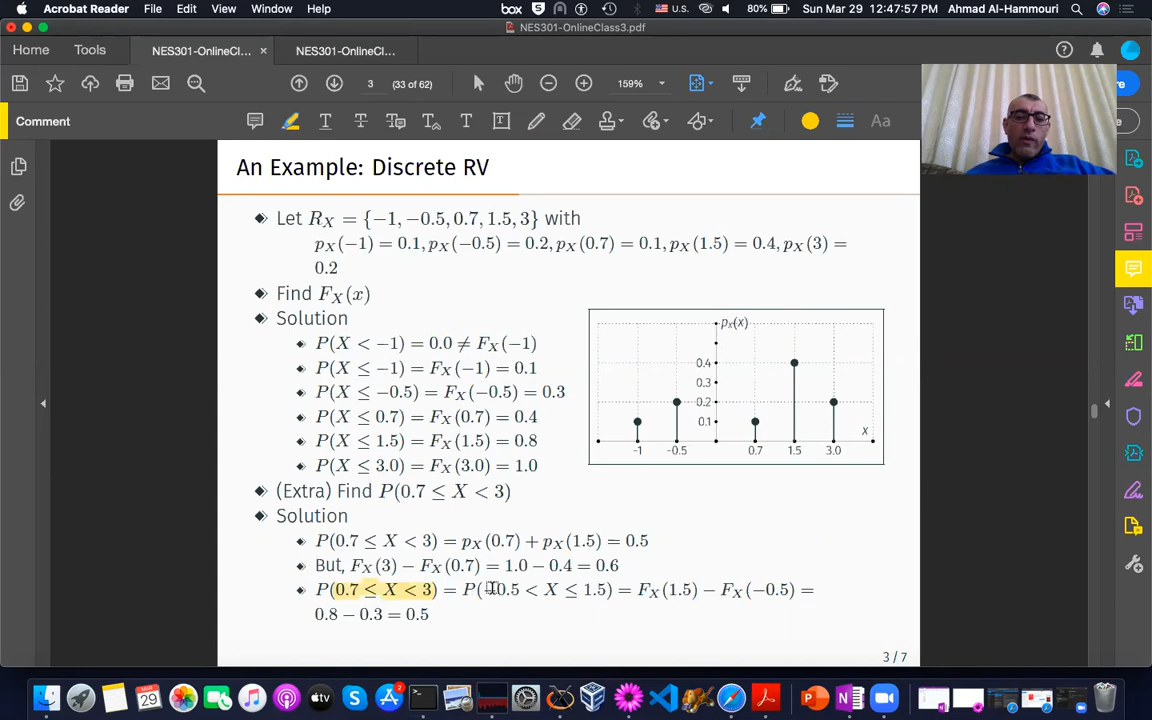 Acrobat Reader File Edit View Window Help box 5 U.S. 80% Sun Mar 29 12:47:57 Ahmad Al-Hammouri
NES301-OnlineClass3.pdf
Home Tools NES301-OnlineCl... × NES301-OnlineCl...
3 (33 of 62) 159%
Comment
An Example: Discrete RV
Let R_X = {−1, −0.5, 0.7, 1.5, 3} with
p_X(−1) = 0.1, p_X(−0.5) = 0.2, p_X(0.7) = 0.1, p_X(1.5) = 0.4, p_X(3) =
0.2
Find F_X(x)
Solution
P(X < −1) = 0.0 ≠ F_X(−1)
P(X ≤ −1) = F_X(−1) = 0.1
P(X ≤ −0.5) = F_X(−0.5) = 0.3
P(X ≤ 0.7) = F_X(0.7) = 0.4
P(X ≤ 1.5) = F_X(1.5) = 0.8
P(X ≤ 3.0) = F_X(3.0) = 1.0
p_X(x)
0.4
0.3
0.2
0.1
x
-1 -0.5 0.7 1.5 3.0
(Extra) Find P(0.7 ≤ X < 3)
Solution
P(0.7 ≤ X < 3) = p_X(0.7) + p_X(1.5) = 0.5
But, F_X(3) − F_X(0.7) = 1.0 − 0.4 = 0.6
P(0.7 ≤ X < 3) = P(−0.5 < X ≤ 1.5) = F_X(1.5) − F_X(−0.5) =
0.8 − 0.3 = 0.5
3 / 7